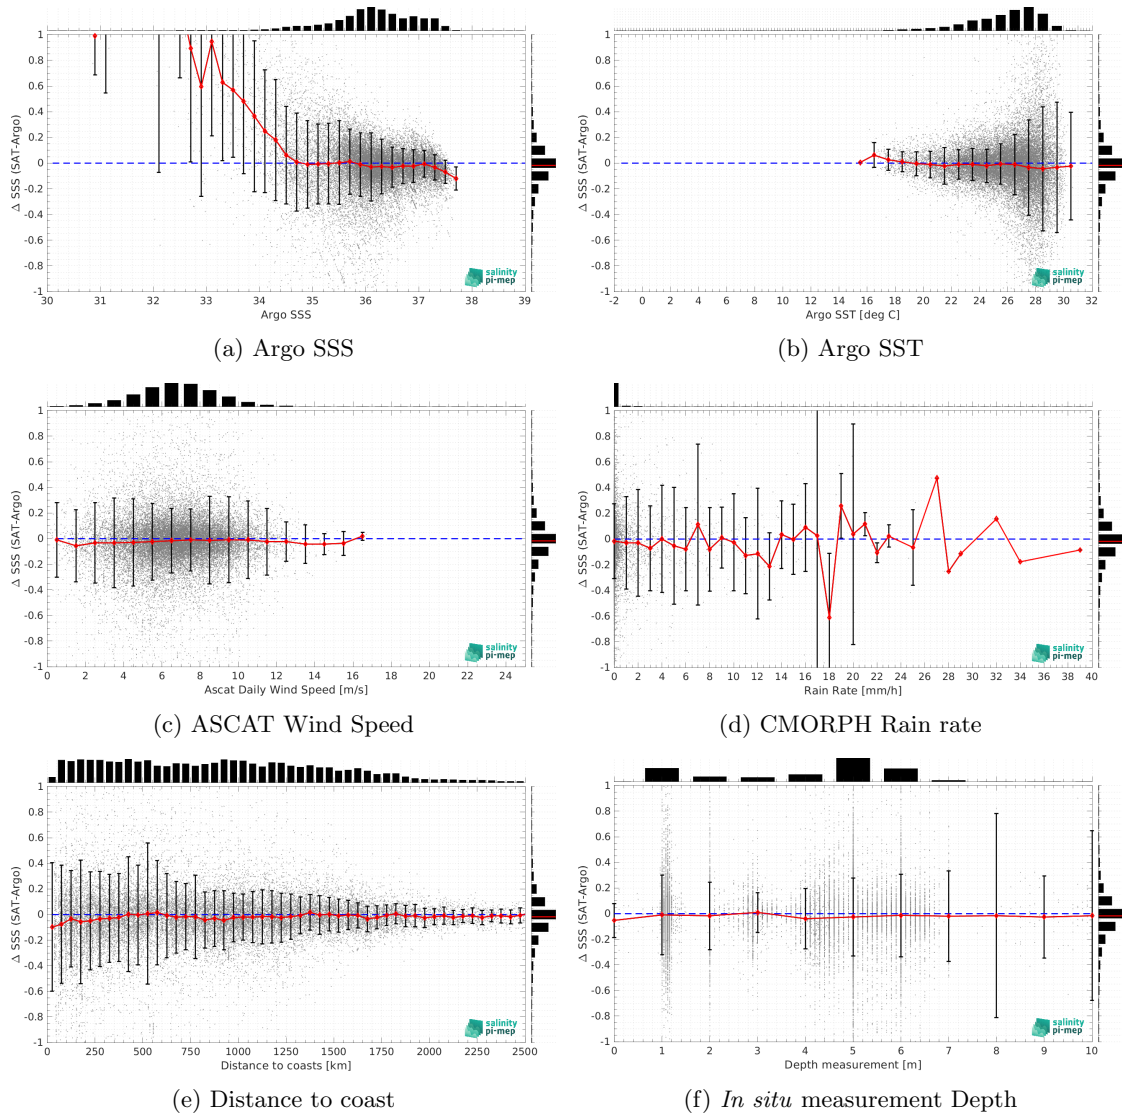 Δ SSS (SAT-Argo)
1
0.8
0.6
0.4
0.2
0
-0.2
-0.4
-0.6
-0.8
-1
30 31 32 33 34 35 36 37 38 39
Argo SSS
salinity
pi-mep
(a) Argo SSS
Δ SSS (SAT-Argo)
1
0.8
0.6
0.4
0.2
0
-0.2
-0.4
-0.6
-0.8
-1
-2 0 2 4 6 8 10 12 14 16 18 20 22 24 26 28 30 32
Argo SST [deg C]
salinity
pi-mep
(b) Argo SST
Δ SSS (SAT-Argo)
1
0.8
0.6
0.4
0.2
0
-0.2
-0.4
-0.6
-0.8
-1
0 2 4 6 8 10 12 14 16 18 20 22 24
Ascat Daily Wind Speed [m/s]
salinity
pi-mep
(c) ASCAT Wind Speed
Δ SSS (SAT-Argo)
1
0.8
0.6
0.4
0.2
0
-0.2
-0.4
-0.6
-0.8
-1
0 2 4 6 8 10 12 14 16 18 20 22 24 26 28 30 32 34 36 38 40
Rain Rate [mm/h]
salinity
pi-mep
(d) CMORPH Rain rate
Δ SSS (SAT-Argo)
1
0.8
0.6
0.4
0.2
0
-0.2
-0.4
-0.6
-0.8
-1
0 250 500 750 1000 1250 1500 1750 2000 2250 2500
Distance to coasts [km]
salinity
pi-mep
(e) Distance to coast
Δ SSS (SAT-Argo)
1
0.8
0.6
0.4
0.2
0
-0.2
-0.4
-0.6
-0.8
-1
0 1 2 3 4 5 6 7 8 9 10
Depth measurement [m]
salinity
pi-mep
(f) In situ measurement Depth